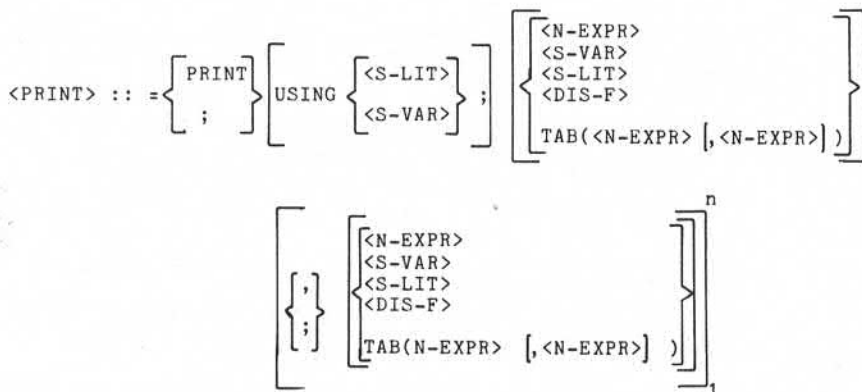 <N-EXPR>
<S-VAR>
PRINT <S-LIT> <S-LIT>
<PRINT> :: = USING ; <DIS-F>
; <S-VAR>
TAB(<N-EXPR> [,<N-EXPR>] )
n
<N-EXPR>
<S-VAR>
, <S-LIT>
; <DIS-F>
TAB(N-EXPR> [,<N-EXPR>] )
1